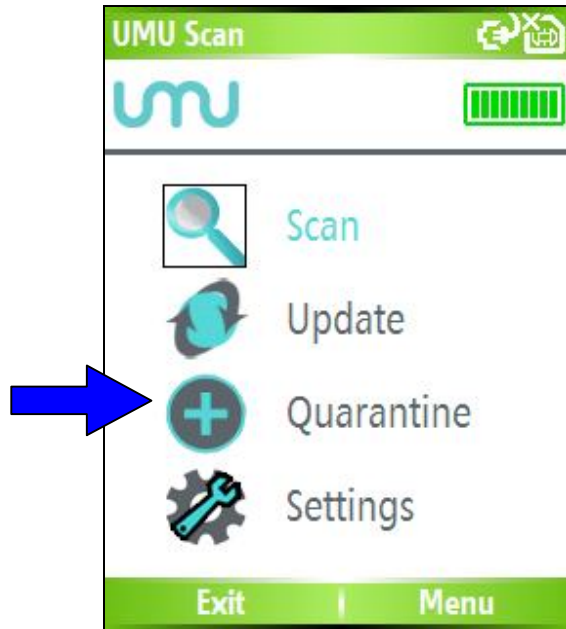 UMU Scan
umu
Scan
Update
Quarantine
Settings
Exit Menu